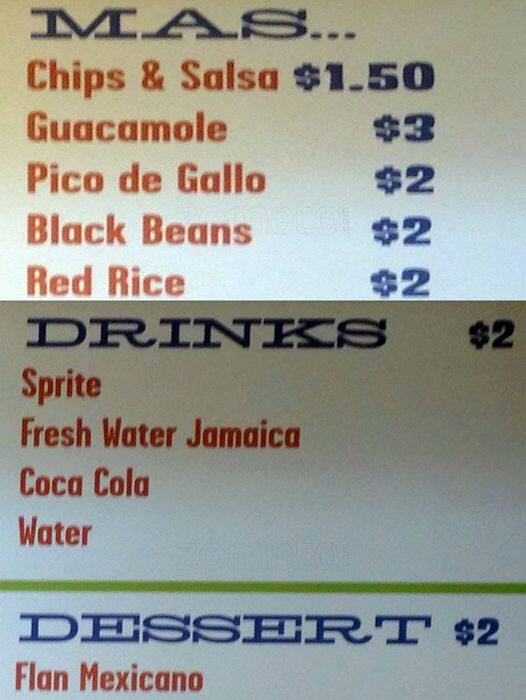 MAS...
Chips & Salsa $1.50
Guacamole $3
Pico de Gallo $2
Black Beans $2
Red Rice $2
DRINKS $2
Sprite
Fresh Water Jamaica
Coca Cola
Water
DESSERT $2
Flan Mexicano